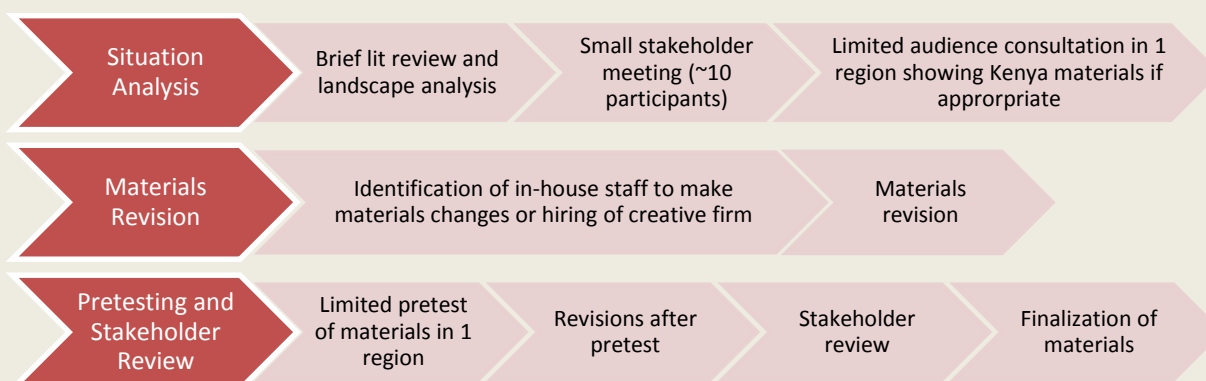 Situation
Analysis
Brief lit review and
landscape analysis
Small stakeholder
meeting (~10
participants)
Limited audience consultation in 1
region showing Kenya materials if
approrpriate
Materials
Revision
Identification of in-house staff to make
materials changes or hiring of creative firm
Materials
revision
Pretesting and
Stakeholder
Review
Limited pretest
of materials in 1
region
Revisions after
pretest
Stakeholder
review
Finalization of
materials